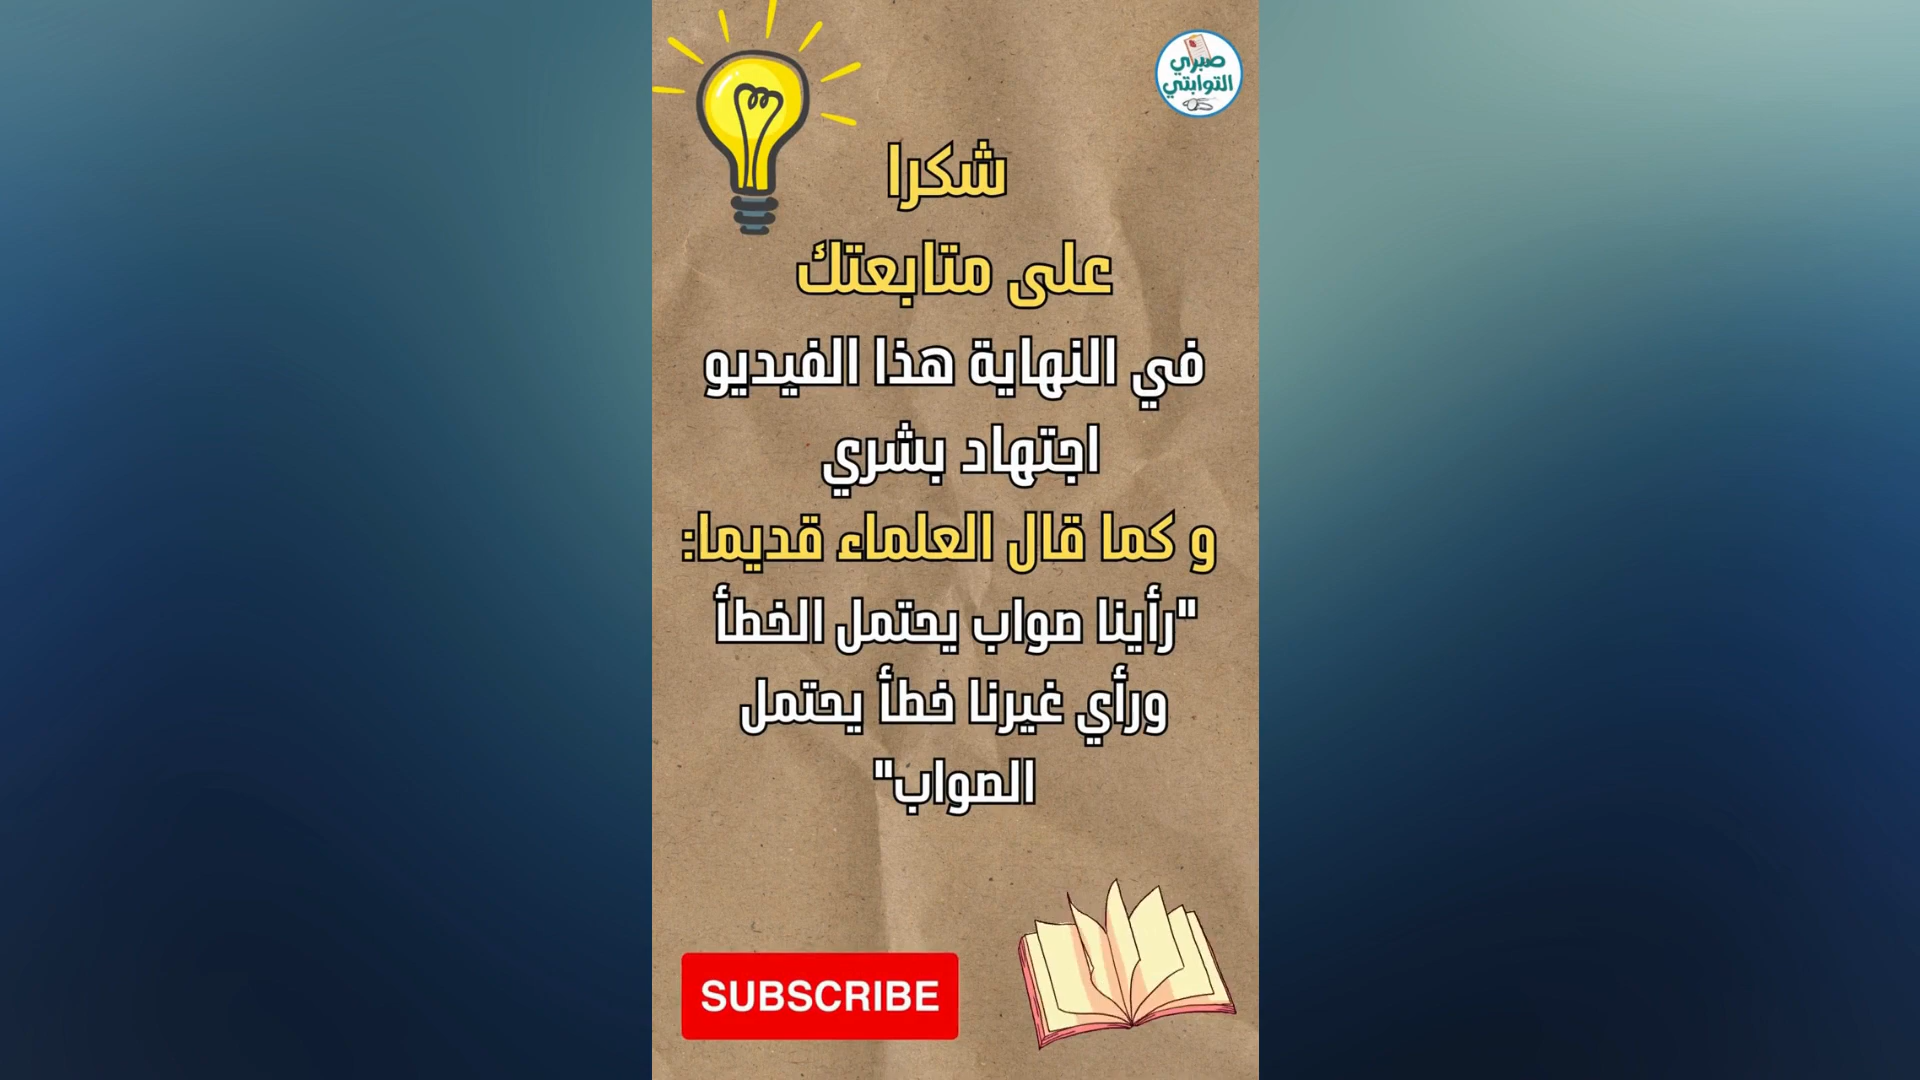 صبري
التوابتي
شكرا
على متابعتك
في النهاية هذا الفيديو
اجتهاد بشري
و كما قال العلماء قديما:
"رأينا صواب يحتمل الخطأ
ورأي غيرنا خطأ يحتمل
الصواب"
SUBSCRIBE